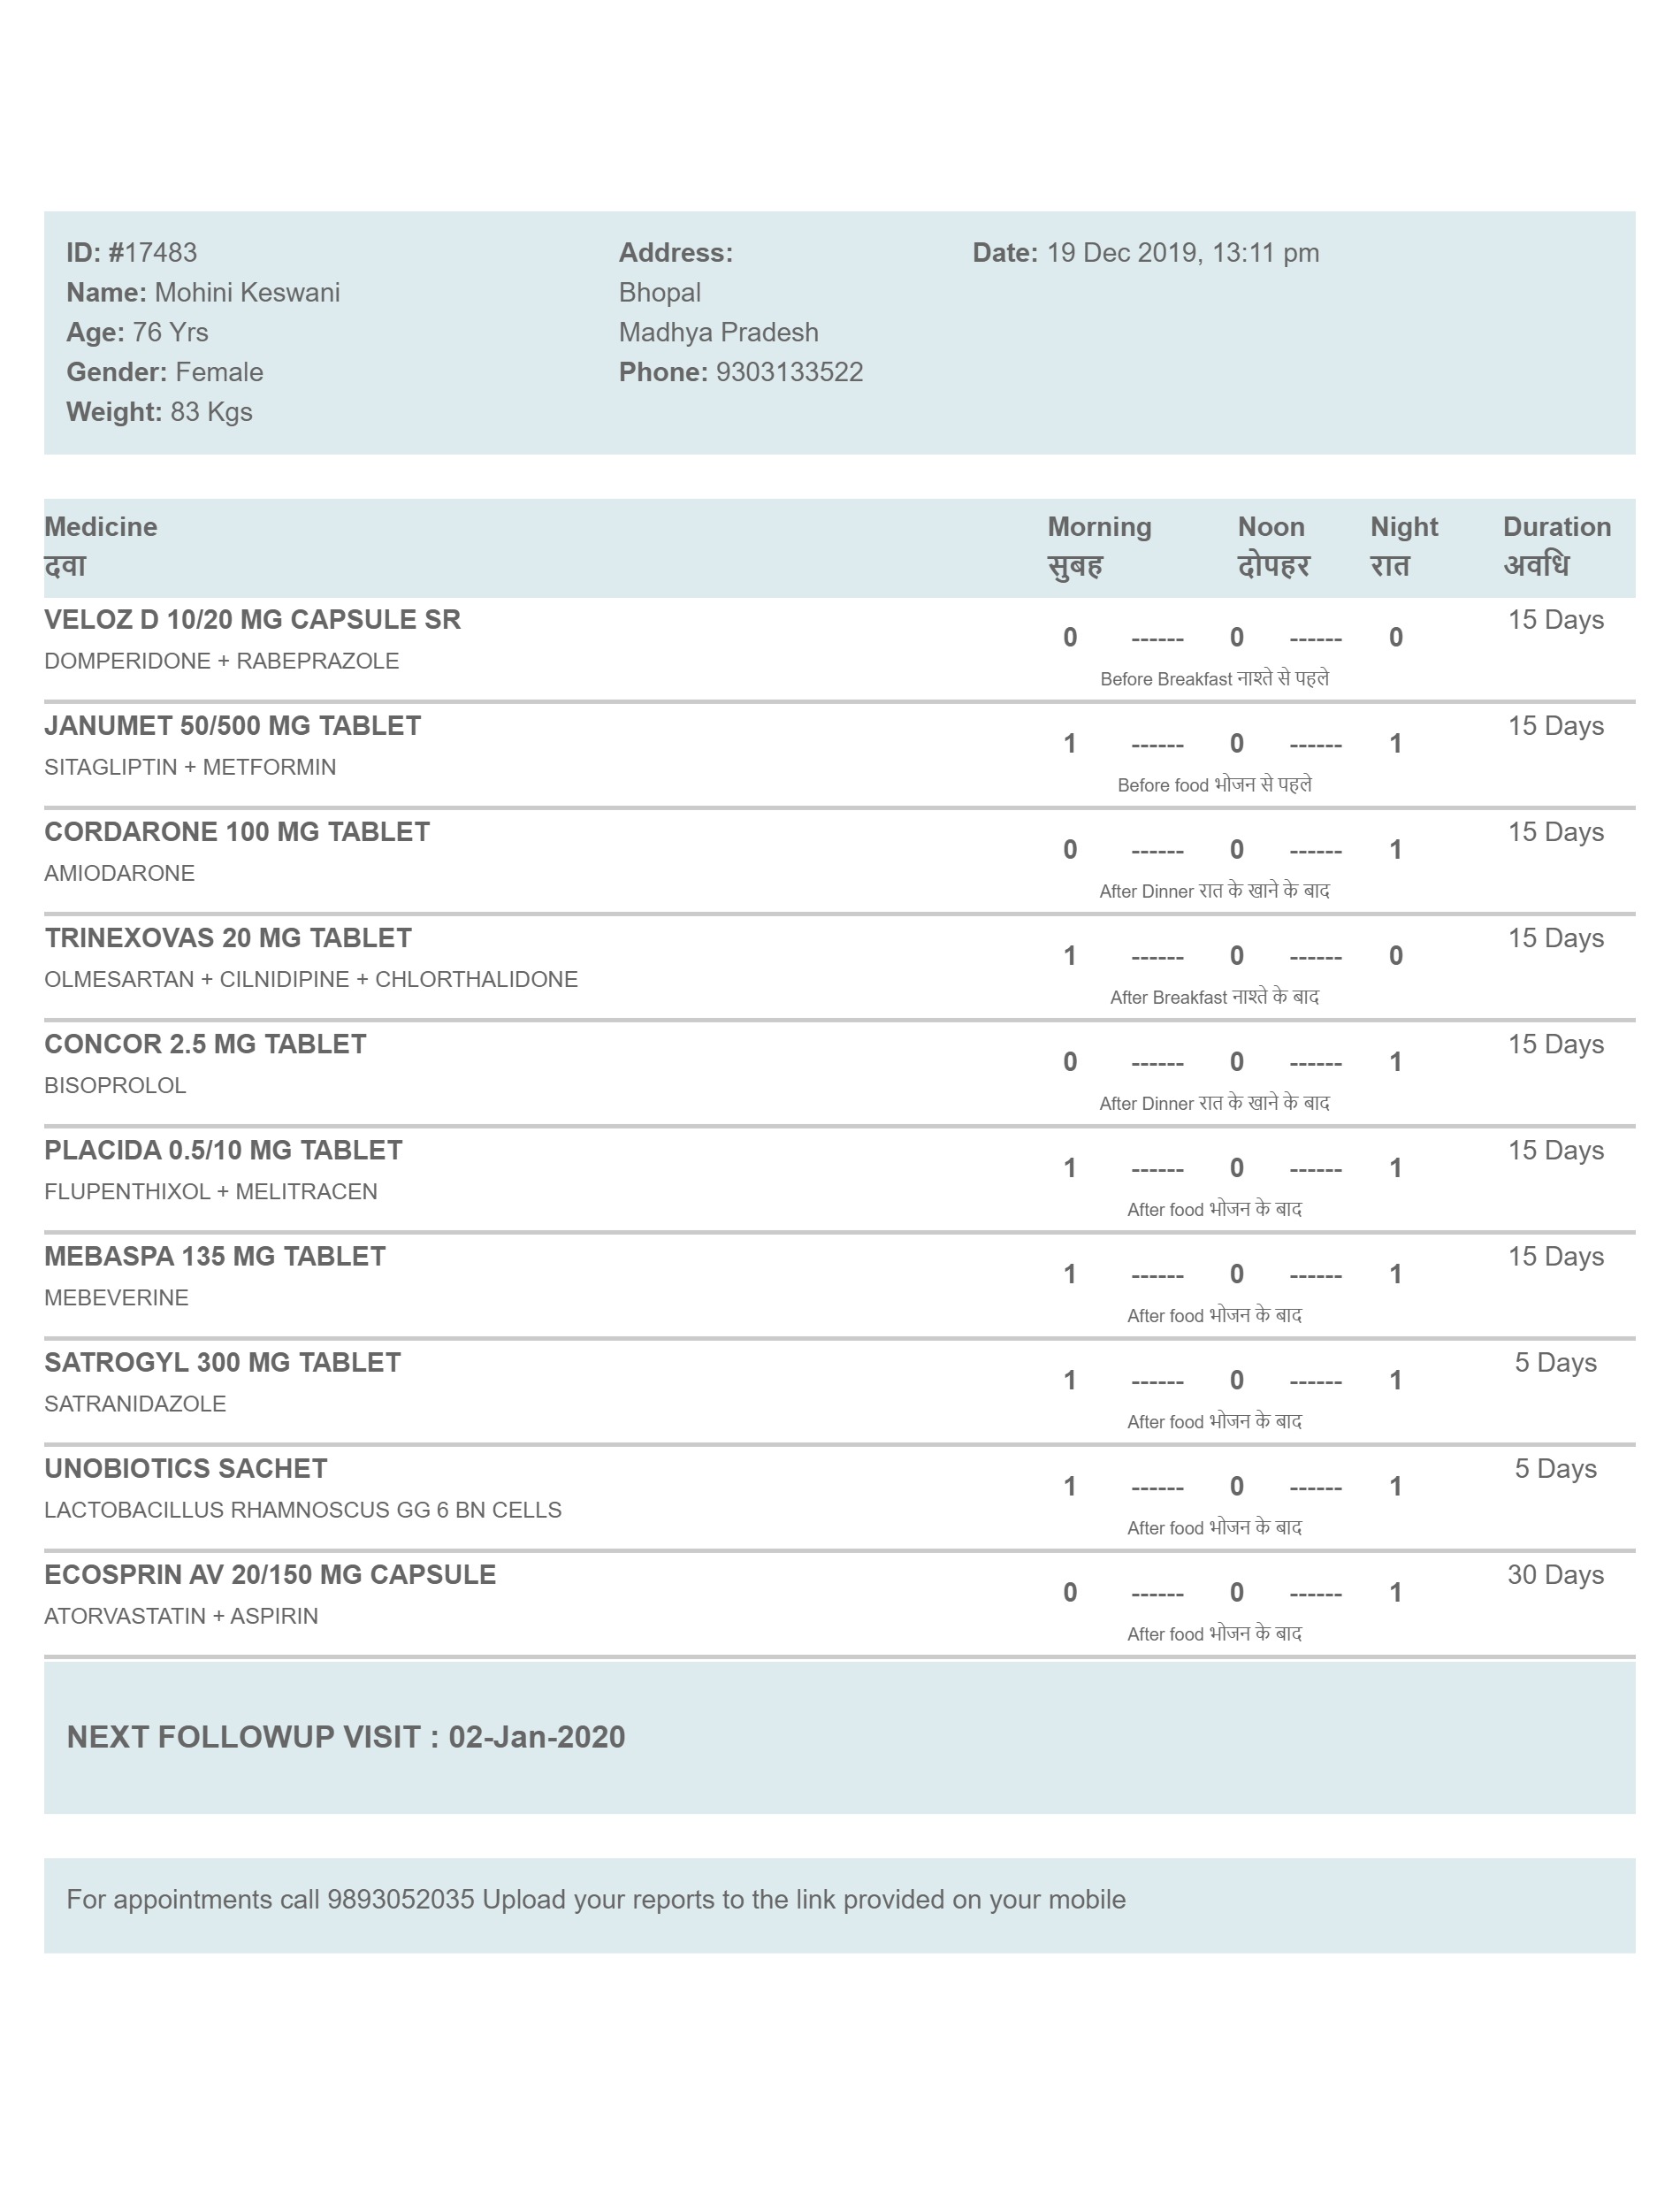 ID: #17483 Address: Date: 19 Dec 2019, 13:11 pm
Name: Mohini Keswani Bhopal
Age: 76 Yrs Madhya Pradesh
Gender: Female Phone: 9303133522
Weight: 83 Kgs
Medicine Morning Noon Night Duration
दवा सुबह दोपहर रात अवधि
VELOZ D 10/20 MG CAPSULE SR 15 Days
0 ------ 0 ------ 0
DOMPERIDONE + RABEPRAZOLE
Before Breakfast नाश्ते से पहले
JANUMET 50/500 MG TABLET 15 Days
1 ------ 0 ------ 1
SITAGLIPTIN + METFORMIN
Before food भोजन से पहले
CORDARONE 100 MG TABLET 15 Days
0 ------ 0 ------ 1
AMIODARONE
After Dinner रात के खाने के बाद
TRINEXOVAS 20 MG TABLET 15 Days
1 ------ 0 ------ 0
OLMESARTAN + CILNIDIPINE + CHLORTHALIDONE
After Breakfast नाश्ते के बाद
CONCOR 2.5 MG TABLET 15 Days
0 ------ 0 ------ 1
BISOPROLOL
After Dinner रात के खाने के बाद
PLACIDA 0.5/10 MG TABLET 15 Days
1 ------ 0 ------ 1
FLUPENTHIXOL + MELITRACEN
After food भोजन के बाद
MEBASPA 135 MG TABLET 15 Days
1 ------ 0 ------ 1
MEBEVERINE
After food भोजन के बाद
SATROGYL 300 MG TABLET 5 Days
1 ------ 0 ------ 1
SATRANIDAZOLE
After food भोजन के बाद
UNOBIOTICS SACHET 5 Days
1 ------ 0 ------ 1
LACTOBACILLUS RHAMNOSCUS GG 6 BN CELLS
After food भोजन के बाद
ECOSPRIN AV 20/150 MG CAPSULE 30 Days
0 ------ 0 ------ 1
ATORVASTATIN + ASPIRIN
After food भोजन के बाद
NEXT FOLLOWUP VISIT : 02-Jan-2020
For appointments call 9893052035 Upload your reports to the link provided on your mobile